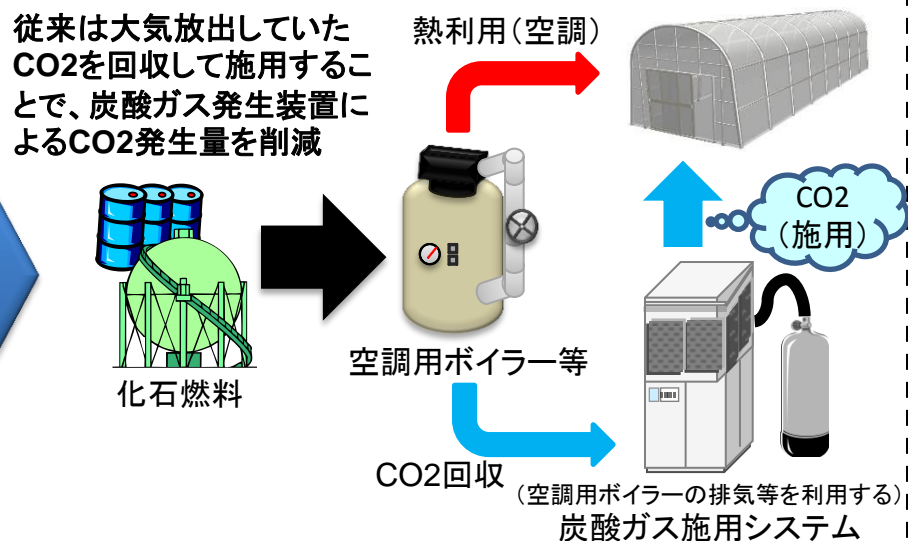 従来は大気放出していた
CO2を回収して施用するこ
とで、炭酸ガス発生装置に
よるCO2発生量を削減
熱利用（空調）
CO2
（施用）
化石燃料
空調用ボイラー等
CO2回収
（空調用ボイラーの排気等を利用する）
炭酸ガス施用システム